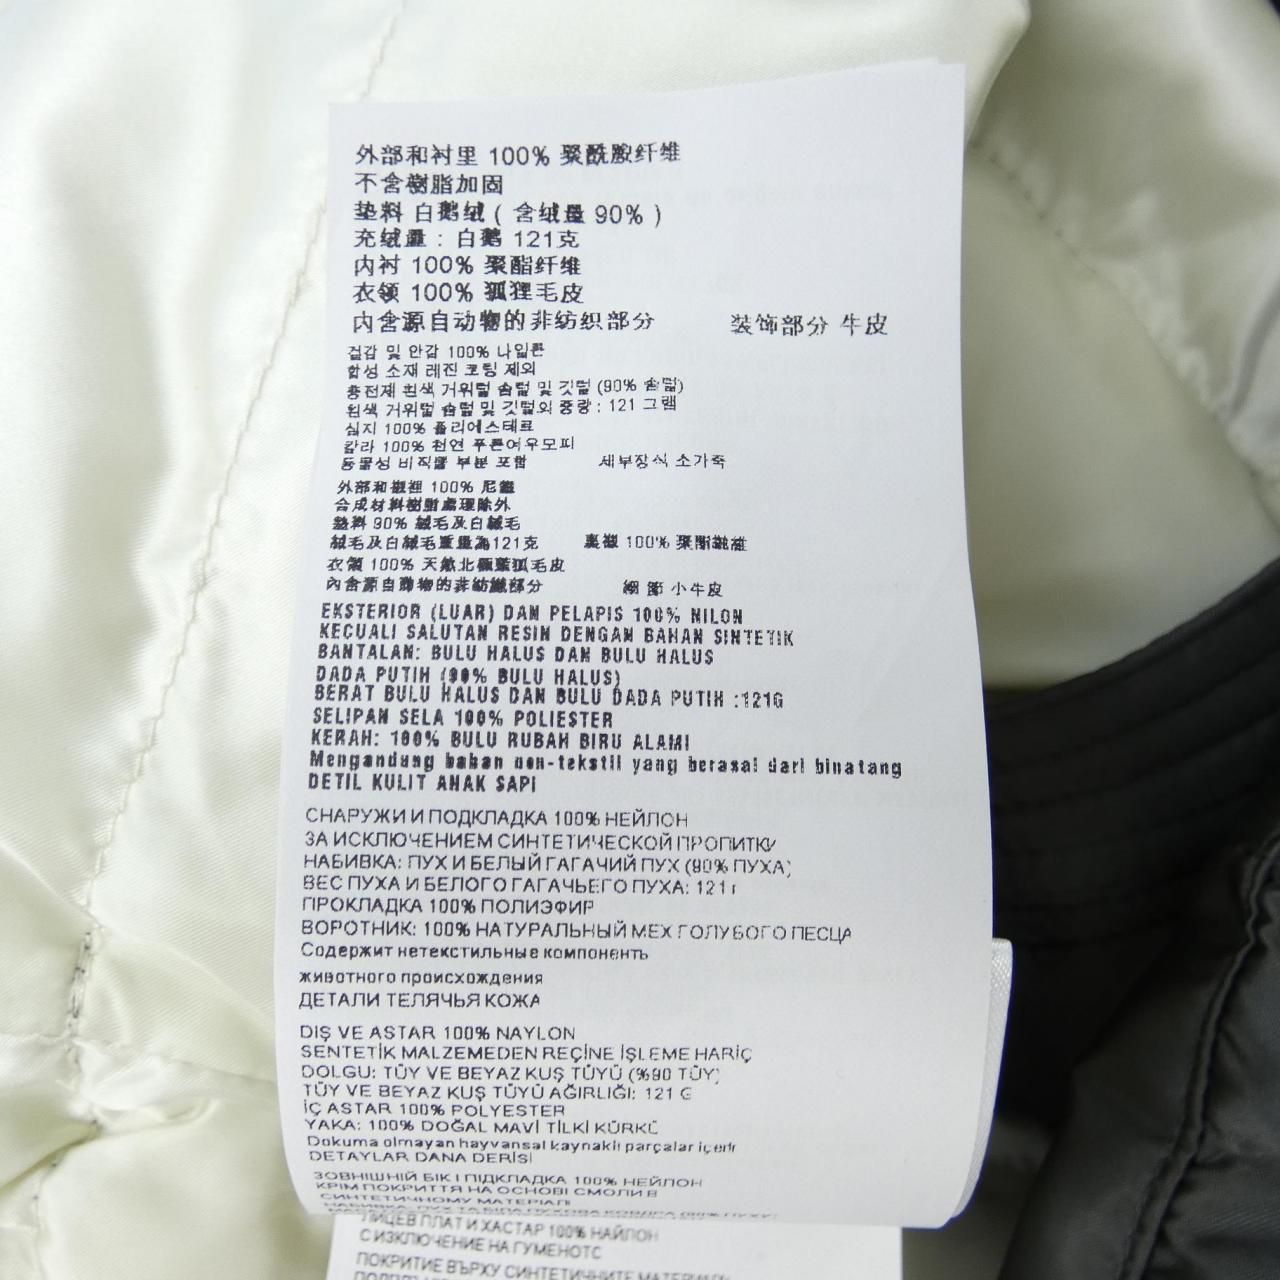 外部和衬里 100% 聚酰胺纤维
不含樹脂加固
垫料 白鹅绒 ( 含绒量 90% )
充绒量 : 白鹅 121克
内衬 100% 聚酯纤维
衣领 100% 狐狸毛皮
内含源自动物的非纺织部分 装饰部分 牛皮
겉감 및 안감 100% 나일론
합성 소재 레진 코팅 제외
충전재 흰색 거위털 솜털 및 깃털 (90% 솜털)
흰색 거위털 솜털 및 깃털의 중량 : 121 그램
심지 100% 폴리에스테르
칼라 100% 천연 푸른여우모피
동물성 비직물 부분 포함 세부장식 소가죽
外部和襯裡 100% 尼龍
合成材料樹脂處理除外
墊料 90% 絨毛及白絨毛
絨毛及白絨毛重量為121克 裏襯 100% 聚酯纖維
衣領 100% 天然北極藍狐毛皮
內含源自動物的非紡織部分 細節 小牛皮
EKSTERIOR (LUAR) DAN PELAPIS 100% NILON
KECUALI SALUTAN RESIN DENGAN BAHAN SINTETIK
BANTALAN: BULU HALUS DAN BULU HALUS
DADA PUTIH (90% BULU HALUS)
BERAT BULU HALUS DAN BULU DADA PUTIH :121G
SELIPAN SELA 100% POLIESTER
KERAH: 100% BULU RUBAH BIRU ALAMI
Mengandung bahan non-tekstil yang berasal dari binatang
DETIL KULIT ANAK SAPI
СНАРУЖИ И ПОДКЛАДКА 100% НЕЙЛОН
ЗА ИСКЛЮЧЕНИЕМ СИНТЕТИЧЕСКОЙ ПРОПИТКИ
НАБИВКА: ПУХ И БЕЛЫЙ ГАГАЧИЙ ПУХ (90% ПУХА)
ВЕС ПУХА И БЕЛОГО ГАГАЧЬЕГО ПУХА: 121 г
ПРОКЛАДКА 100% ПОЛИЭФИР
ВОРОТНИК: 100% НАТУРАЛЬНЫЙ МЕХ ГОЛУБОГО ПЕСЦА
Содержит нетекстильные компоненть
животного происхождения
ДЕТАЛИ ТЕЛЯЧЬЯ КОЖА
DIŞ VE ASTAR 100% NAYLON
SENTETİK MALZEMEDEN REÇİNE İŞLEME HARİÇ
DOLGU: TÜY VE BEYAZ KUŞ TÜYÜ (%90 TÜY)
TÜY VE BEYAZ KUŞ TÜYÜ AĞIRLIĞI: 121 G
İÇ ASTAR 100% POLYESTER
YAKA: 100% DOĞAL MAVİ TİLKİ KÜRKÜ
Dokuma olmayan hayvansal kaynaklı parçalar içerir
DETAYLAR DANA DERİSİ
ЗОВНІШНІЙ БІК І ПІДКЛАДКА 100% НЕЙЛОН
КРІМ ПОКРИТТЯ НА ОСНОВІ СМОЛИ В
СИНТЕТИЧНОМУ МАТЕРІАЛІ
ЛИЦЕВ ПЛАТ И ХАСТАР 100% НАЙЛОН
С ИЗКЛЮЧЕНИЕ НА ГУМЕНОТС
ПОКРИТИЕ ВЪРХУ СИНТЕТИЧНИТЕ